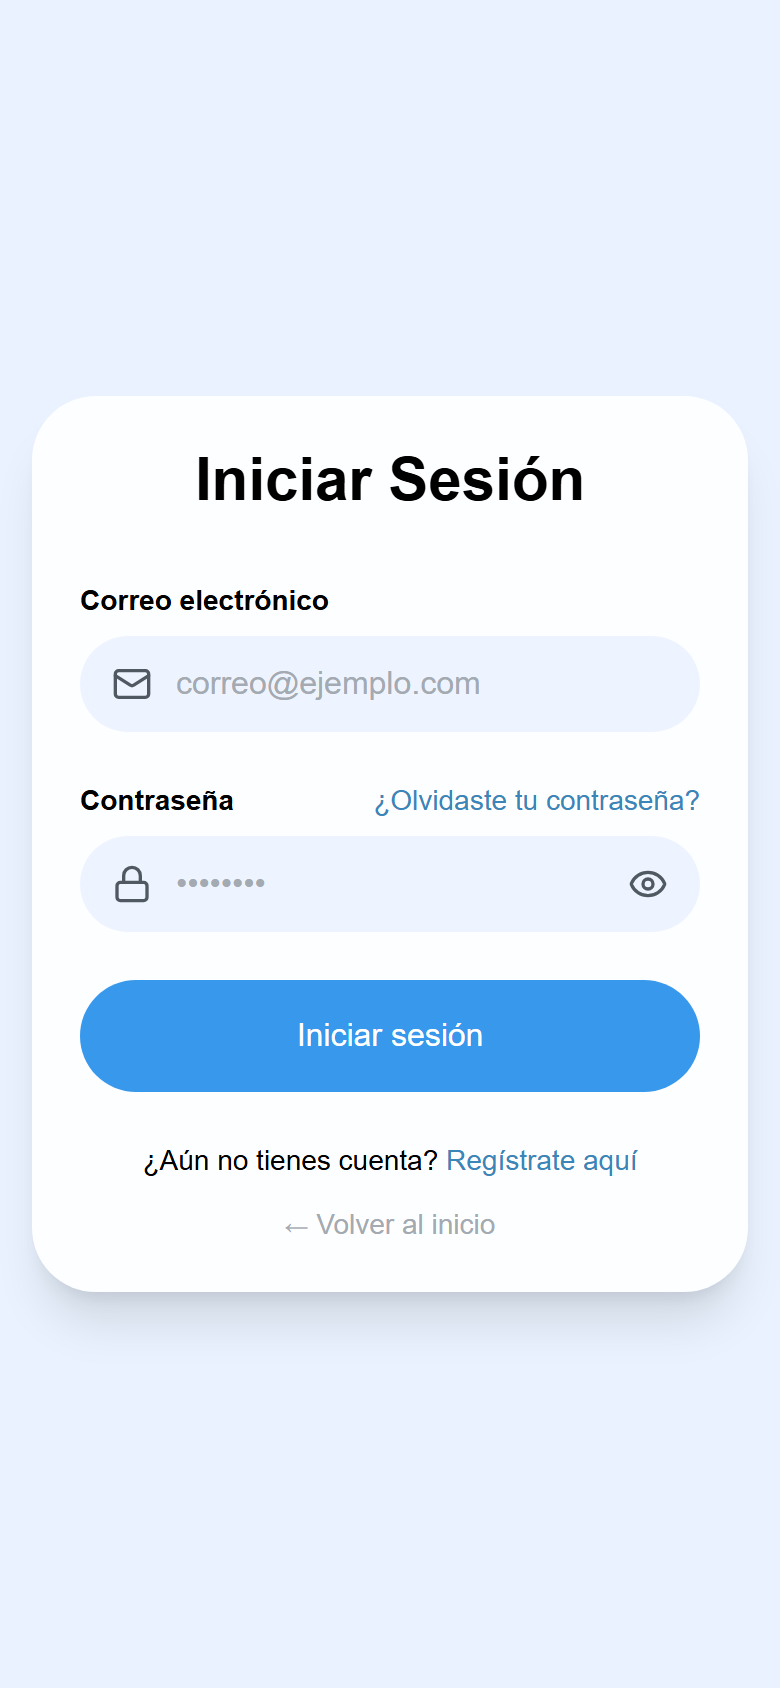 Iniciar Sesión
Correo electrónico
correo@ejemplo.com
Contraseña ¿Olvidaste tu contraseña?
••••••••
Iniciar sesión
¿Aún no tienes cuenta? Regístrate aquí
← Volver al inicio